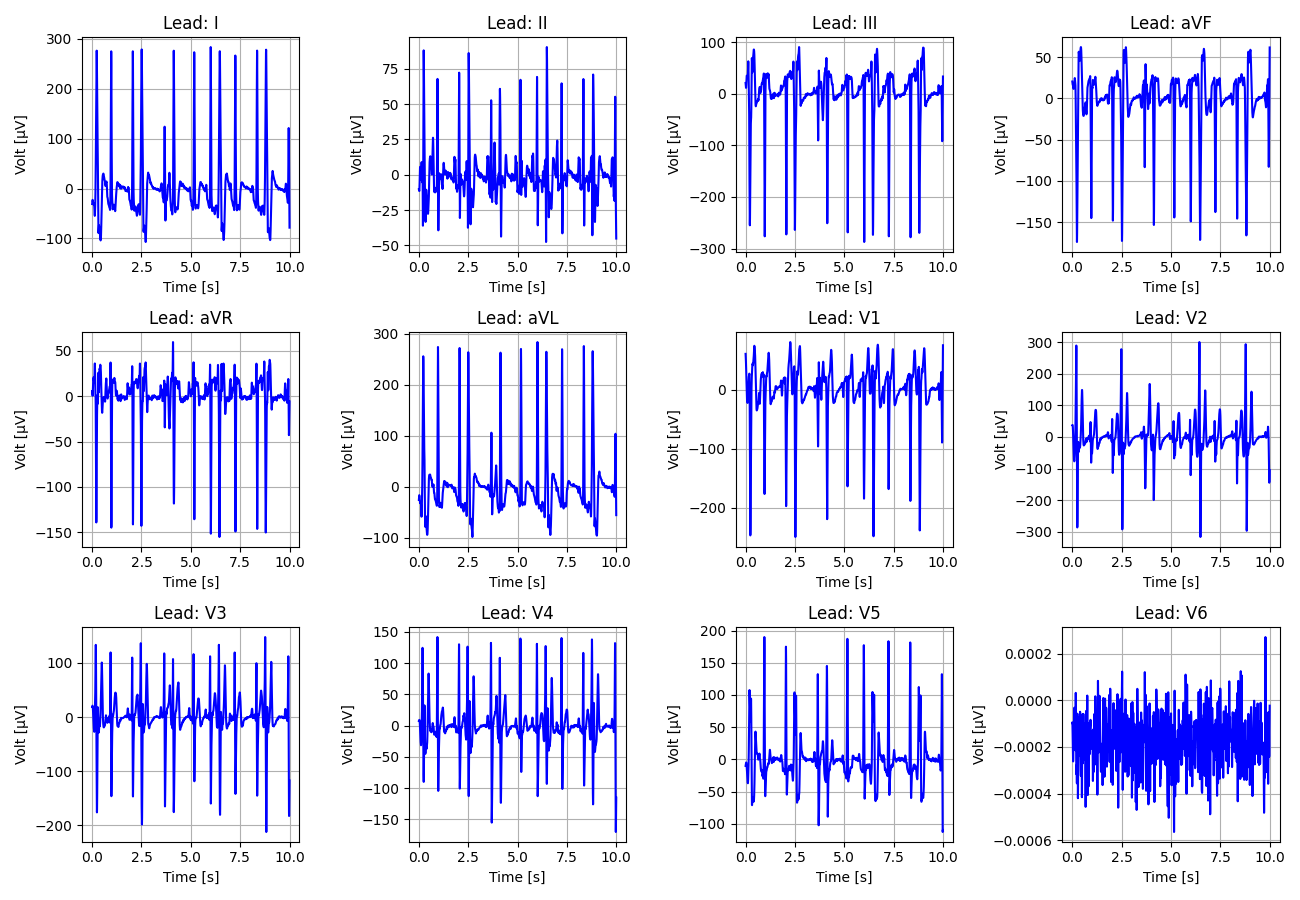 Lead: I
Lead: II
Lead: III
Lead: aVF
300
200
100
0
−100
Volt [µV]
0.0 2.5 5.0 7.5 10.0
Time [s]
75
50
25
0
−25
−50
Volt [µV]
0.0 2.5 5.0 7.5 10.0
Time [s]
100
0
−100
−200
−300
Volt [µV]
0.0 2.5 5.0 7.5 10.0
Time [s]
50
0
−50
−100
−150
Volt [µV]
0.0 2.5 5.0 7.5 10.0
Time [s]
Lead: aVR
Lead: aVL
Lead: V1
Lead: V2
50
0
−50
−100
−150
Volt [µV]
0.0 2.5 5.0 7.5 10.0
Time [s]
300
200
100
0
−100
Volt [µV]
0.0 2.5 5.0 7.5 10.0
Time [s]
0
−100
−200
Volt [µV]
0.0 2.5 5.0 7.5 10.0
Time [s]
300
200
100
0
−100
−200
−300
Volt [µV]
0.0 2.5 5.0 7.5 10.0
Time [s]
Lead: V3
Lead: V4
Lead: V5
Lead: V6
100
0
−100
−200
Volt [µV]
0.0 2.5 5.0 7.5 10.0
Time [s]
150
100
50
0
−50
−100
−150
Volt [µV]
0.0 2.5 5.0 7.5 10.0
Time [s]
200
150
100
50
0
−50
−100
Volt [µV]
0.0 2.5 5.0 7.5 10.0
Time [s]
0.0002
0.0000
−0.0002
−0.0004
−0.0006
Volt [µV]
0.0 2.5 5.0 7.5 10.0
Time [s]